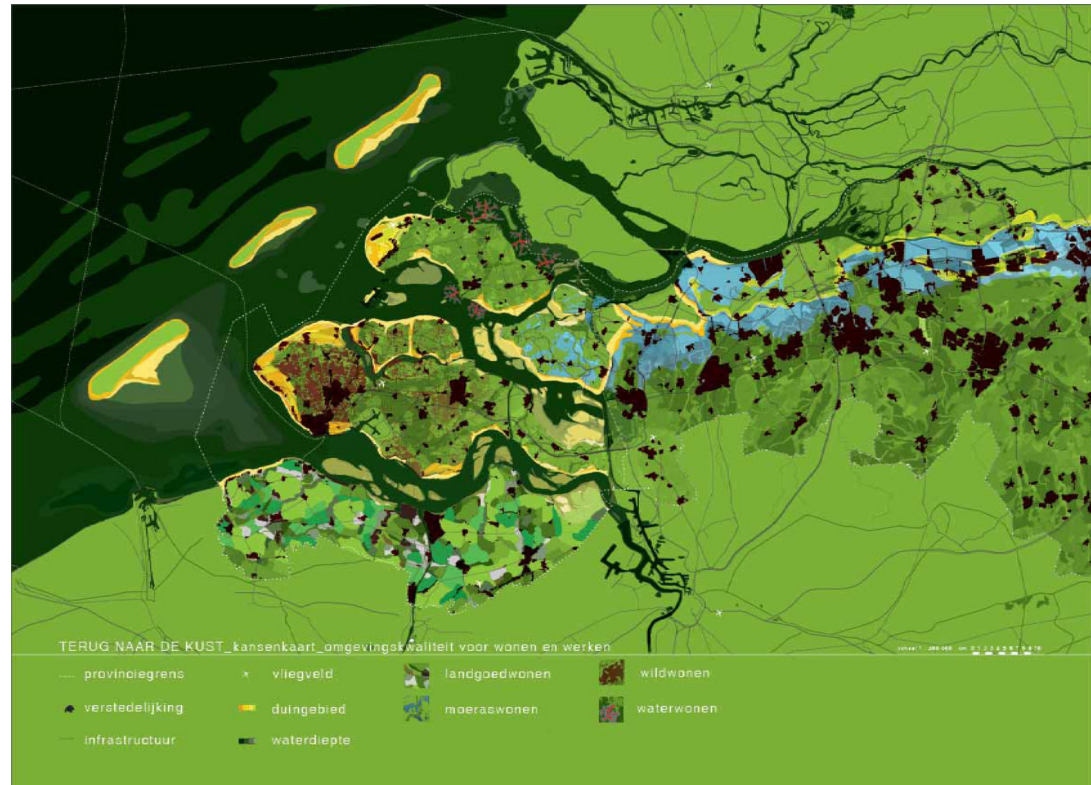 TERUG NAAR DE KUST_kansenkaart_omgevingskwaliteit voor wonen en werken
provinciegrens
vliegveld
landgoedwonen
wildwonen
verstedelijking
duingebied
moeraswonen
waterwonen
infrastructuur
waterdiepte